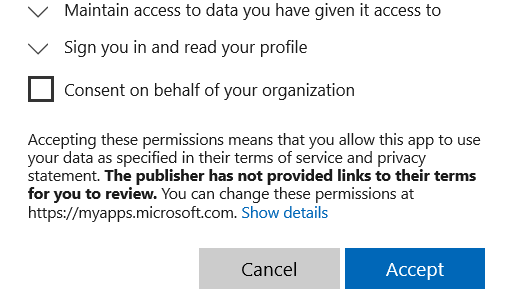 Maintain access to data you have given it access to
Sign you in and read your profile
Consent on behalf of your organization
Accepting these permissions means that you allow this app to use
your data as specified in their terms of service and privacy
statement. The publisher has not provided links to their terms
for you to review. You can change these permissions at
https://myapps.microsoft.com. Show details
Cancel Accept